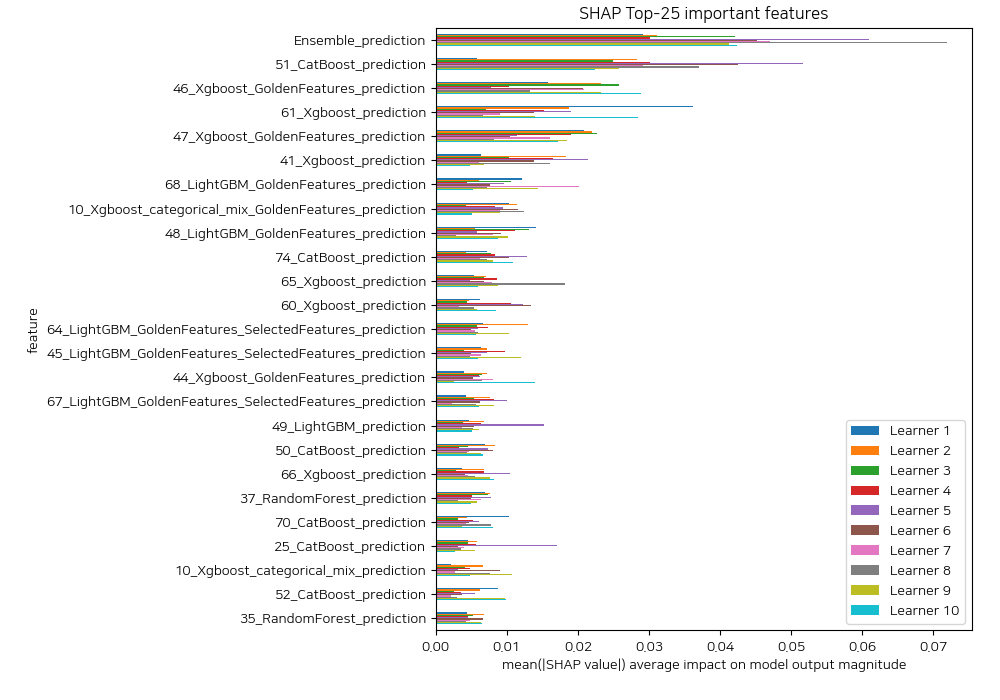 SHAP Top-25 important features
Ensemble_prediction
51_CatBoost_prediction
46_Xgboost_GoldenFeatures_prediction
61_Xgboost_prediction
47_Xgboost_GoldenFeatures_prediction
41_Xgboost_prediction
68_LightGBM_GoldenFeatures_prediction
10_Xgboost_categorical_mix_GoldenFeatures_prediction
48_LightGBM_GoldenFeatures_prediction
74_CatBoost_prediction
65_Xgboost_prediction
60_Xgboost_prediction
64_LightGBM_GoldenFeatures_SelectedFeatures_prediction
45_LightGBM_GoldenFeatures_SelectedFeatures_prediction
44_Xgboost_GoldenFeatures_prediction
67_LightGBM_GoldenFeatures_SelectedFeatures_prediction
49_LightGBM_prediction
50_CatBoost_prediction
66_Xgboost_prediction
37_RandomForest_prediction
70_CatBoost_prediction
25_CatBoost_prediction
10_Xgboost_categorical_mix_prediction
52_CatBoost_prediction
35_RandomForest_prediction
feature
Learner 1
Learner 2
Learner 3
Learner 4
Learner 5
Learner 6
Learner 7
Learner 8
Learner 9
Learner 10
0.00 0.01 0.02 0.03 0.04 0.05 0.06 0.07
mean(|SHAP value|) average impact on model output magnitude